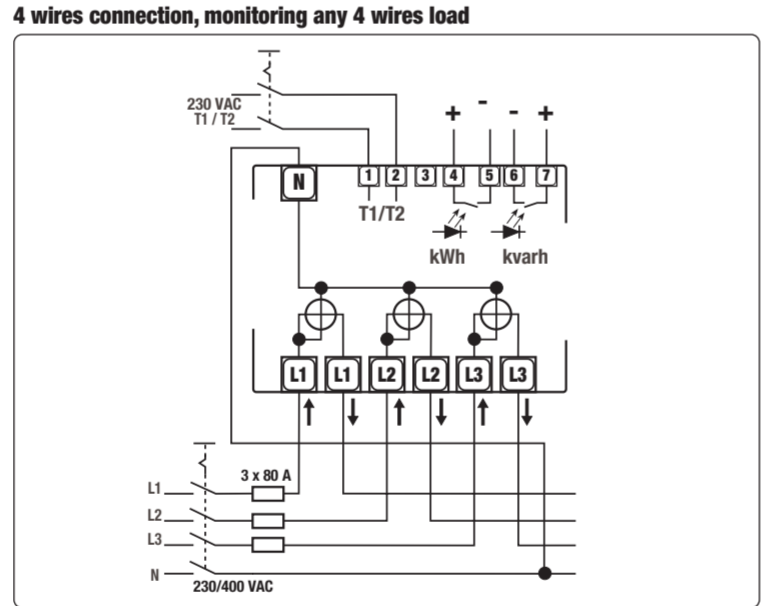 4 wires connection, monitoring any 4 wires load
230 VAC
T1 / T2
+ - - +
N 1 2 3 4 5 6 7
T1/T2
kWh kvarh
L1 L1 L2 L2 L3 L3
3 x 80 A
L1
L2
L3
N
230/400 VAC